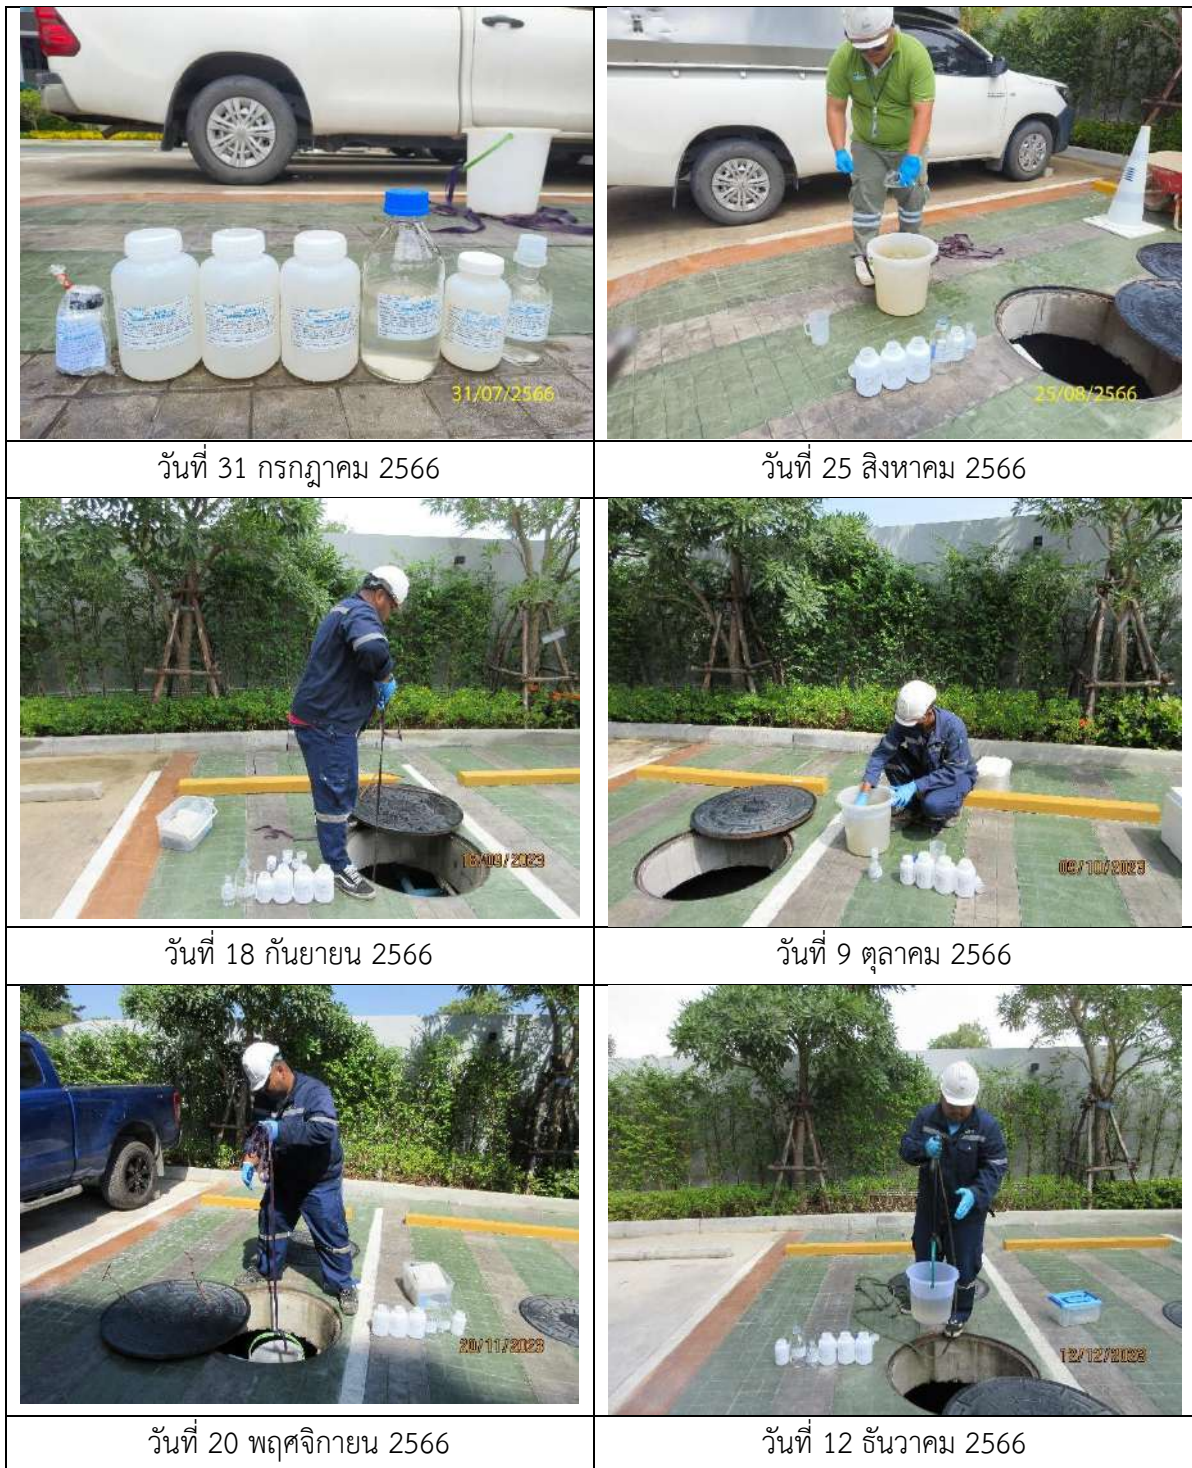 31/07/2566
25/08/2566
วันที่ 31 กรกฎาคม 2566
วันที่ 25 สิงหาคม 2566
18/09/2023
09/10/2023
วันที่ 18 กันยายน 2566
วันที่ 9 ตุลาคม 2566
20/11/2023
12/12/2023
วันที่ 20 พฤศจิกายน 2566
วันที่ 12 ธันวาคม 2566